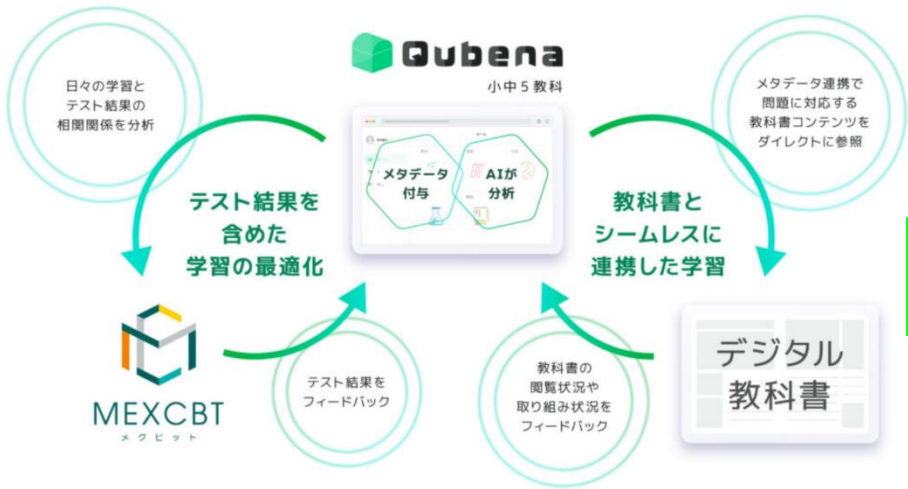 Qubena
小中5教科
日々の学習と
テスト結果の
相関関係を分析
メタデータ連携で
問題に対応する
教科書コンテンツを
ダイレクトに参照
メタデータ
付与
AIが
分析
テスト結果を
含めた
学習の最適化
教科書と
シームレスに
連携した学習
MEXCBT
メクビット
テスト結果を
フィードバック
教科書の
閲覧状況や
取り組み状況を
フィードバック
デジタル
教科書